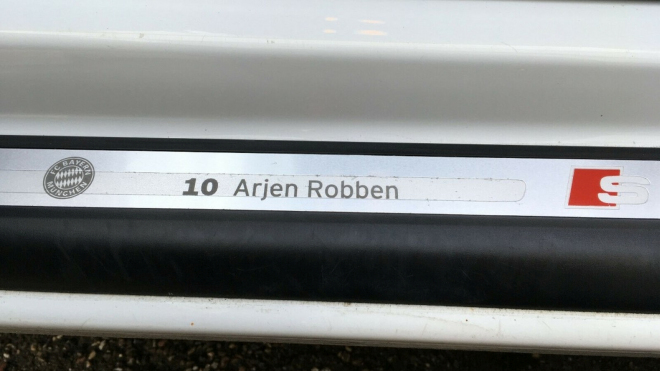 FC BAYERN
MÜNCHEN
10 Arjen Robben
S